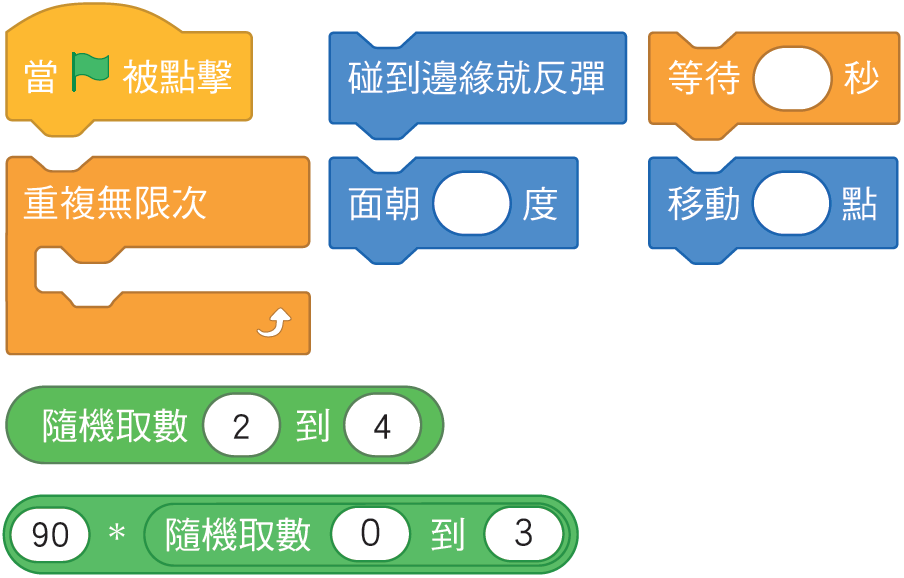 當 被點擊
碰到邊緣就反彈
等待 秒
重複無限次
面朝 度
移動 點
隨機取數 2 到 4
90 * 隨機取數 0 到 3